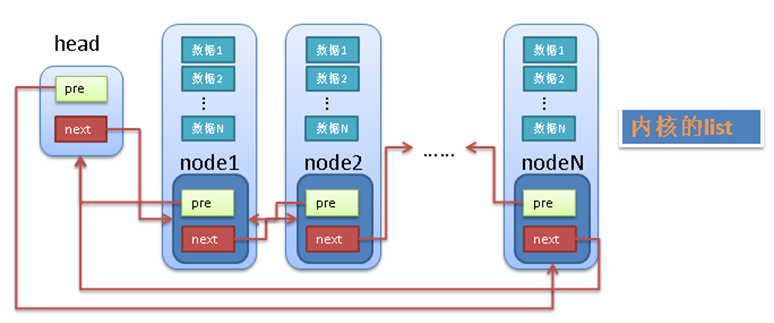 head
pre
next
数据1
数据2
⋮
数据N
node1
pre
next
数据1
数据2
⋮
数据N
node2
pre
next
......
数据1
数据2
⋮
数据N
nodeN
pre
next
内核的list